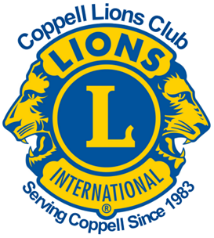 Coppell Lions Club
LIONS
L
INTERNATIONAL
®
Serving Coppell Since 1983